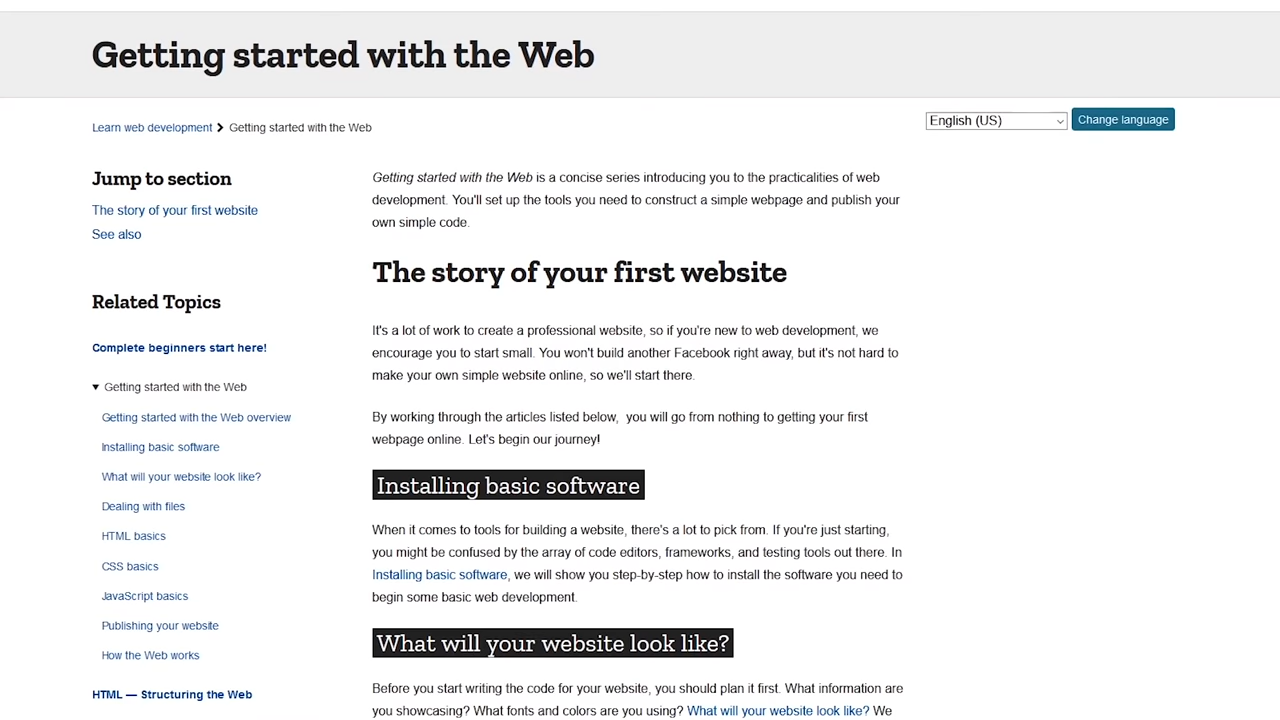 Getting started with the Web
Learn web development > Getting started with the Web
English (US)
Change language
Jump to section
The story of your first website
See also
Related Topics
Complete beginners start here!
▼ Getting started with the Web
Getting started with the Web overview
Installing basic software
What will your website look like?
Dealing with files
HTML basics
CSS basics
JavaScript basics
Publishing your website
How the Web works
HTML — Structuring the Web
Getting started with the Web is a concise series introducing you to the practicalities of web
development. You'll set up the tools you need to construct a simple webpage and publish your
own simple code.
The story of your first website
It's a lot of work to create a professional website, so if you're new to web development, we
encourage you to start small. You won't build another Facebook right away, but it's not hard to
make your own simple website online, so we'll start there.
By working through the articles listed below, you will go from nothing to getting your first
webpage online. Let's begin our journey!
Installing basic software
When it comes to tools for building a website, there's a lot to pick from. If you're just starting,
you might be confused by the array of code editors, frameworks, and testing tools out there. In
Installing basic software, we will show you step-by-step how to install the software you need to
begin some basic web development.
What will your website look like?
Before you start writing the code for your website, you should plan it first. What information are
you showcasing? What fonts and colors are you using? What will your website look like? We